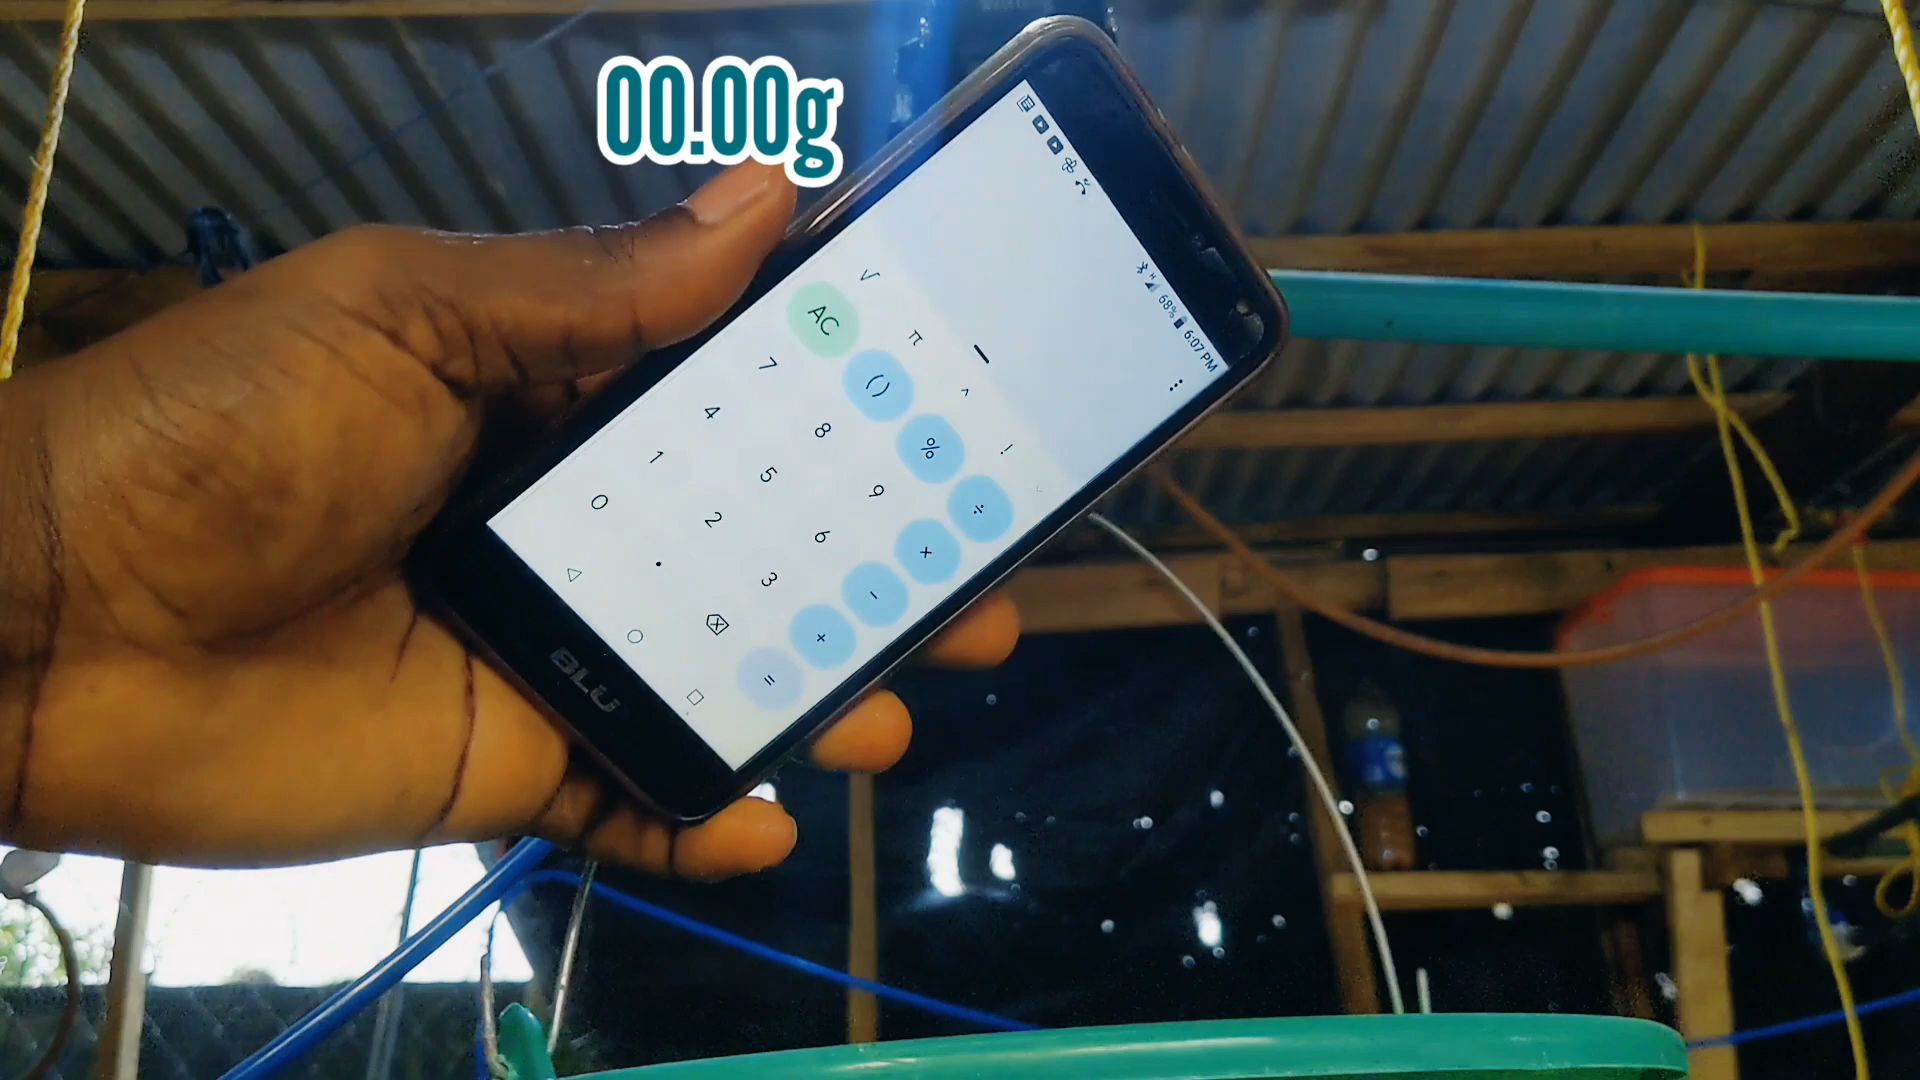 00.00g
68% 6:07 PM
H
√ π ^ !
AC () % ÷
7 8 9 ×
4 5 6 -
1 2 3 +
0 . =
BLU